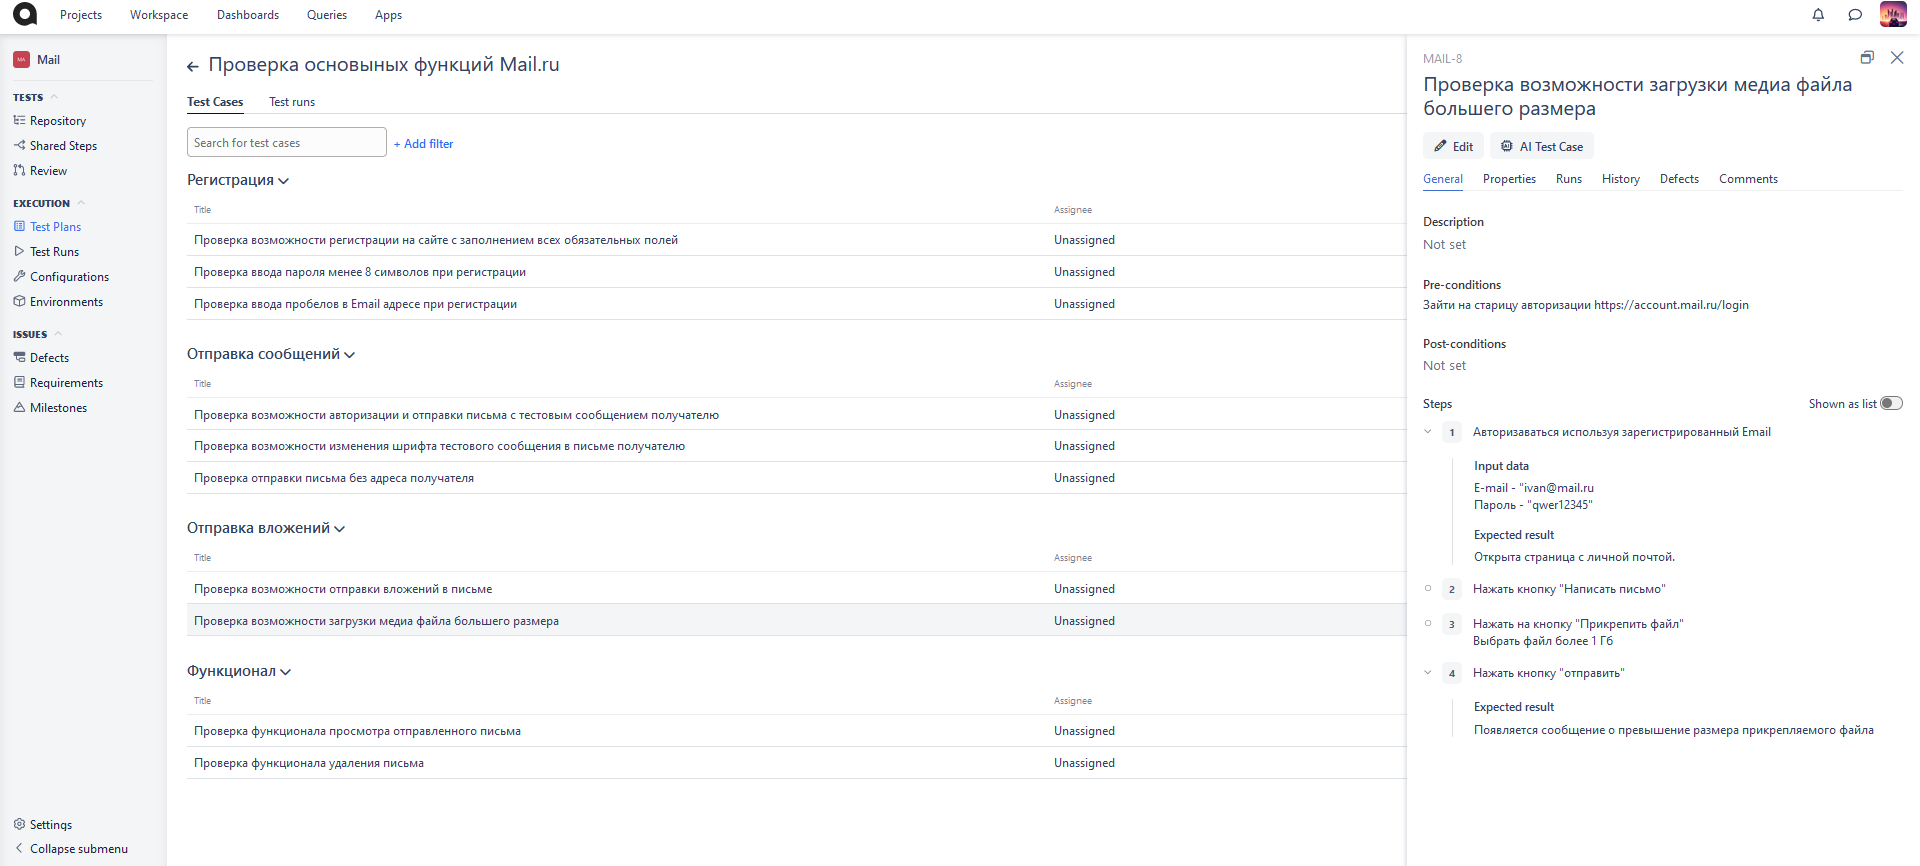 Projects
Workspace
Dashboards
Queries
Apps
MA
Mail
TESTS
Repository
Shared Steps
Review
EXECUTION
Test Plans
Test Runs
Configurations
Environments
ISSUES
Defects
Requirements
Milestones
Settings
Collapse submenu
Проверка основыных функций Mail.ru
Test Cases
Test runs
Search for test cases
+ Add filter
Регистрация
Title
Assignee
Проверка возможности регистрации на сайте с заполнением всех обязательных полей
Unassigned
Проверка ввода пароля менее 8 символов при регистрации
Unassigned
Проверка ввода пробелов в Email адресе при регистрации
Unassigned
Отправка сообщений
Title
Assignee
Проверка возможности авторизации и отправки письма с тестовым сообщением получателю
Unassigned
Проверка возможности изменения шрифта тестового сообщения в письме получателю
Unassigned
Проверка отправки письма без адреса получателя
Unassigned
Отправка вложений
Title
Assignee
Проверка возможности отправки вложений в письме
Unassigned
Проверка возможности загрузки медиа файла большего размера
Unassigned
Функционал
Title
Assignee
Проверка функционала просмотра отправленного письма
Unassigned
Проверка функционала удаления письма
Unassigned
MAIL-8
Проверка возможности загрузки медиа файла
большего размера
Edit
AI Test Case
General
Properties
Runs
History
Defects
Comments
Description
Not set
Pre-conditions
Зайти на старицу авторизации https://account.mail.ru/login
Post-conditions
Not set
Steps
Shown as list
1
Авторизаваться используя зарегистрированный Email
Input data
E-mail - "ivan@mail.ru
Пароль - "qwer12345"
Expected result
Открыта страница с личной почтой.
2
Нажать кнопку "Написать письмо"
3
Нажать на кнопку "Прикрепить файл"
Выбрать файл более 1 Гб
4
Нажать кнопку "отправить"
Expected result
Появляется сообщение о превышение размера прикрепляемого файла